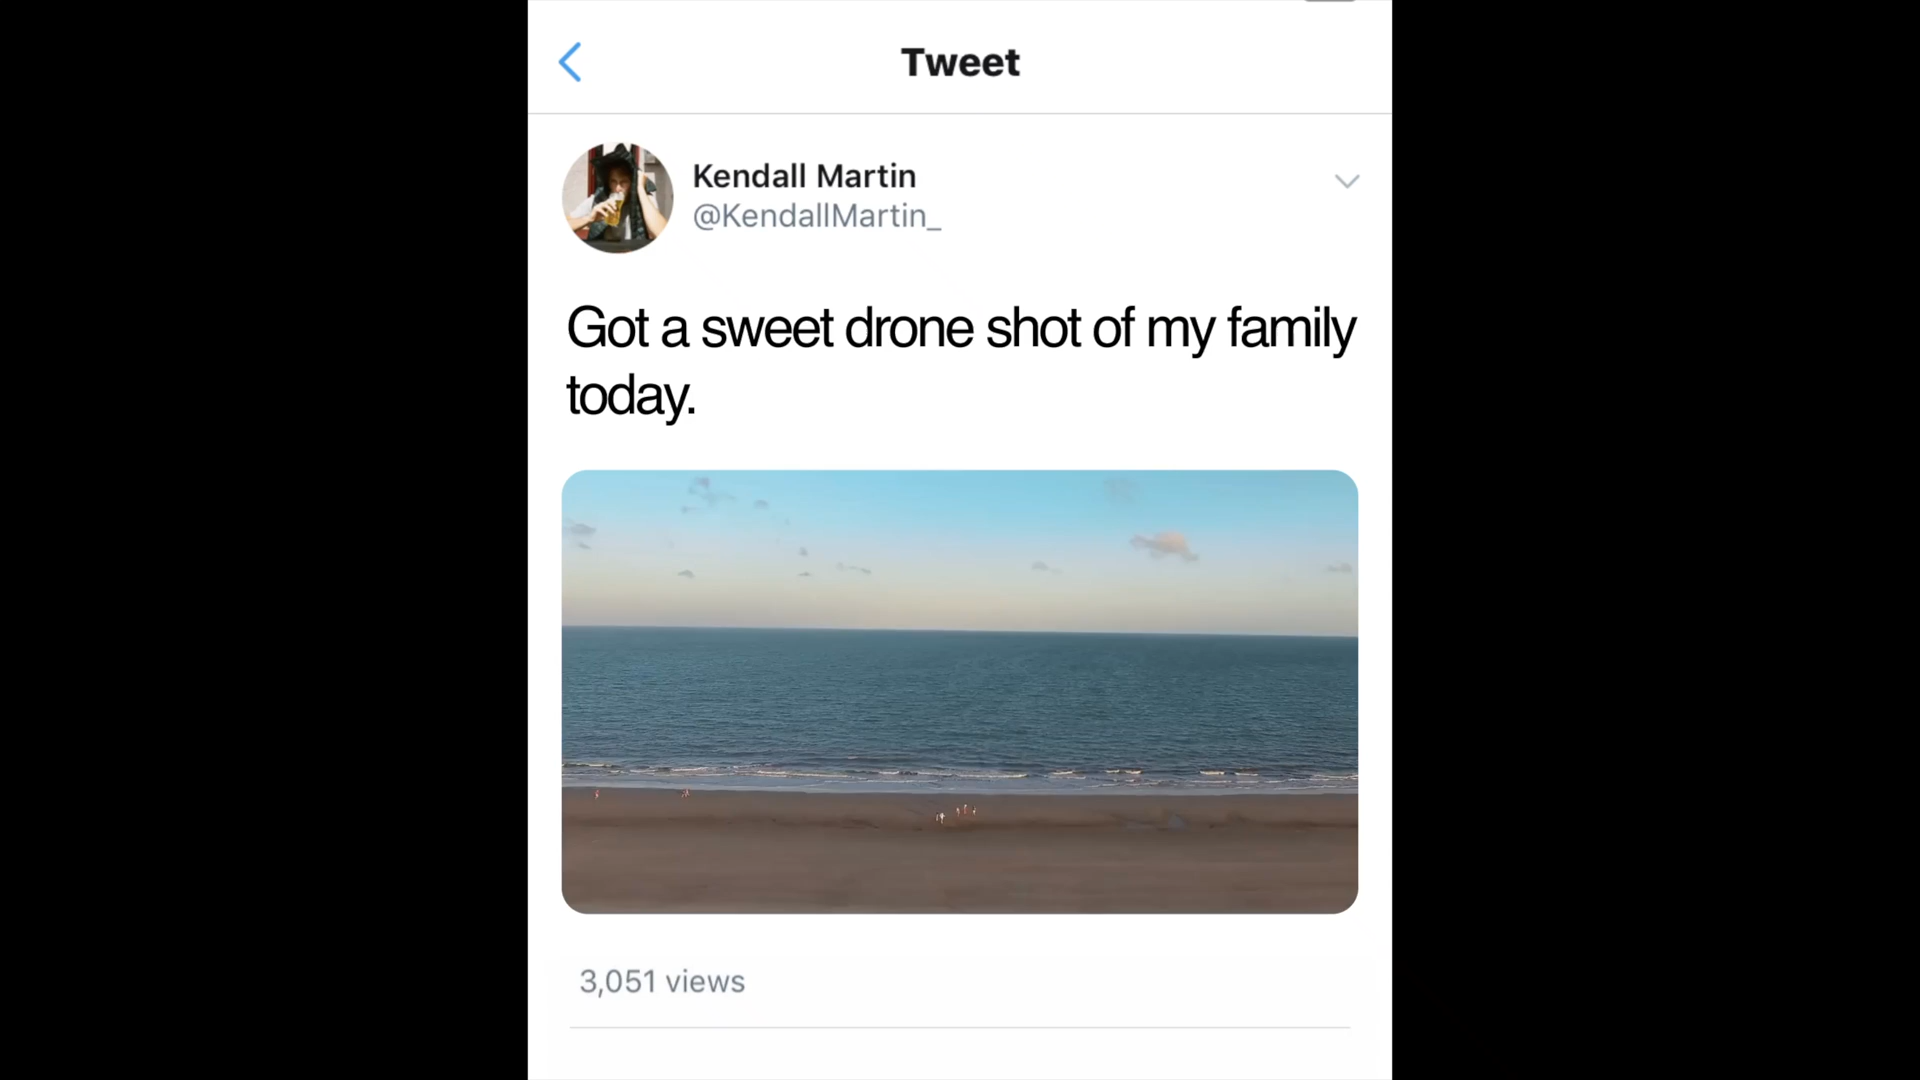 Tweet
Kendall Martin
@KendallMartin_
Got a sweet drone shot of my family
today.
3,051 views